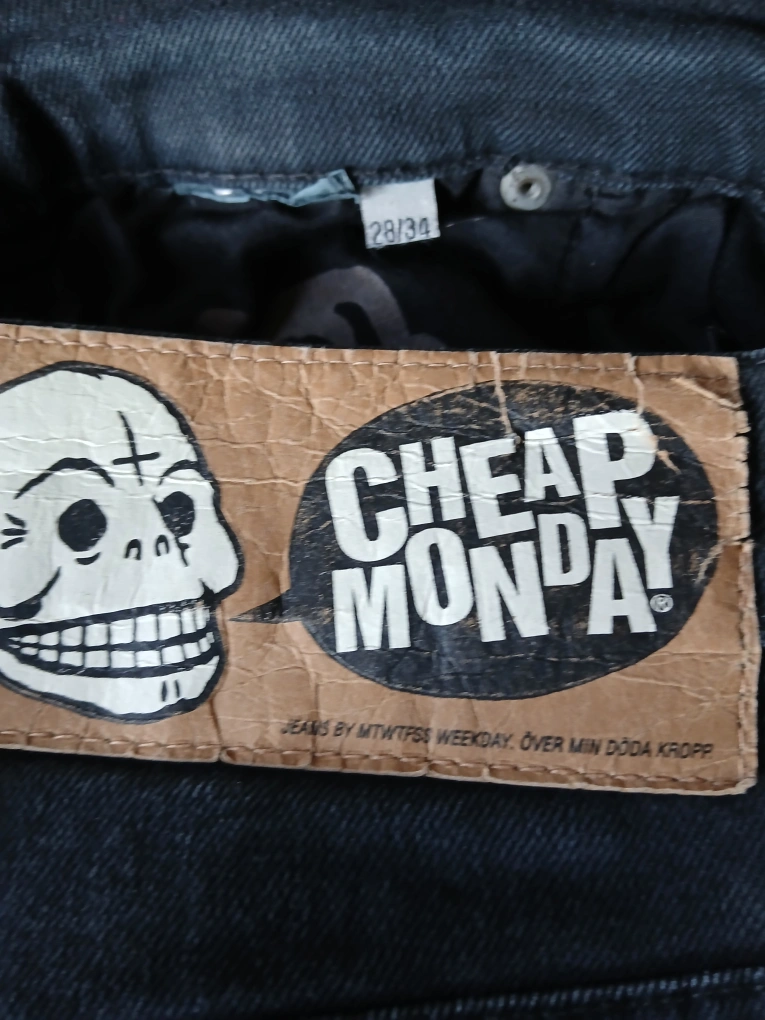 28/34
CHEAP
MONDAY®
JEANS BY MTWTFSS WEEKDAY. ÖVER MIN DÖDA KROPP.